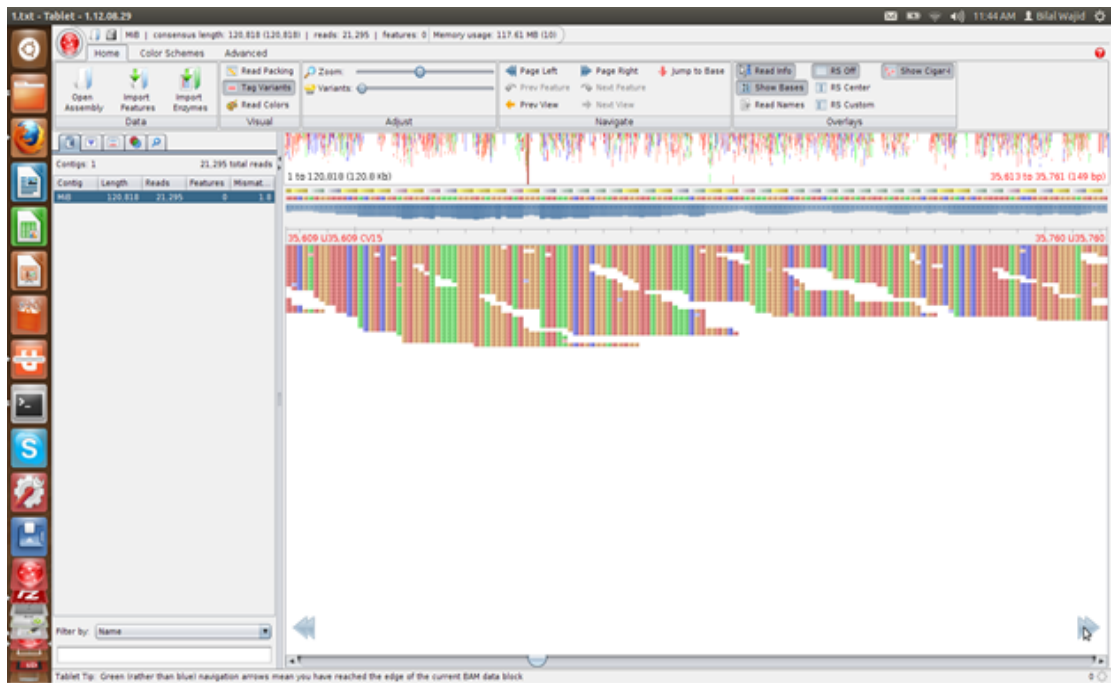 1.txt - Tablet - 1.12.08.29
11:44 AM Bilal Wajid
MiB | consensus length: 120,818 (120,818) | reads: 21,295 | features: 0 | Memory usage: 117.61 MB (10)
Home Color Schemes Advanced
Open Assembly Import Features Import Enzymes
Data
Read Packing
Tag Variants
Read Colors
Visual
Zoom:
Variants:
Adjust
Page Left Page Right Jump to Base
Prev Feature Next Feature
Prev View Next View
Navigate
Read Info RS Off Show Cigar-I
Show Bases RS Center
Read Names RS Custom
Overlays
Contigs: 1 21,295 total reads
Contig Length Reads Features Mismat...
MiB 120,818 21,295 0 1.8
1 to 120,818 (120.8 Kb) 35,613 to 35,761 (149 bp)
35,609 U35,609 CV15 35,760 U35,760
Filter by: Name
Tablet Tip: Green (rather than blue) navigation arrows mean you have reached the edge of the current BAM data block
0